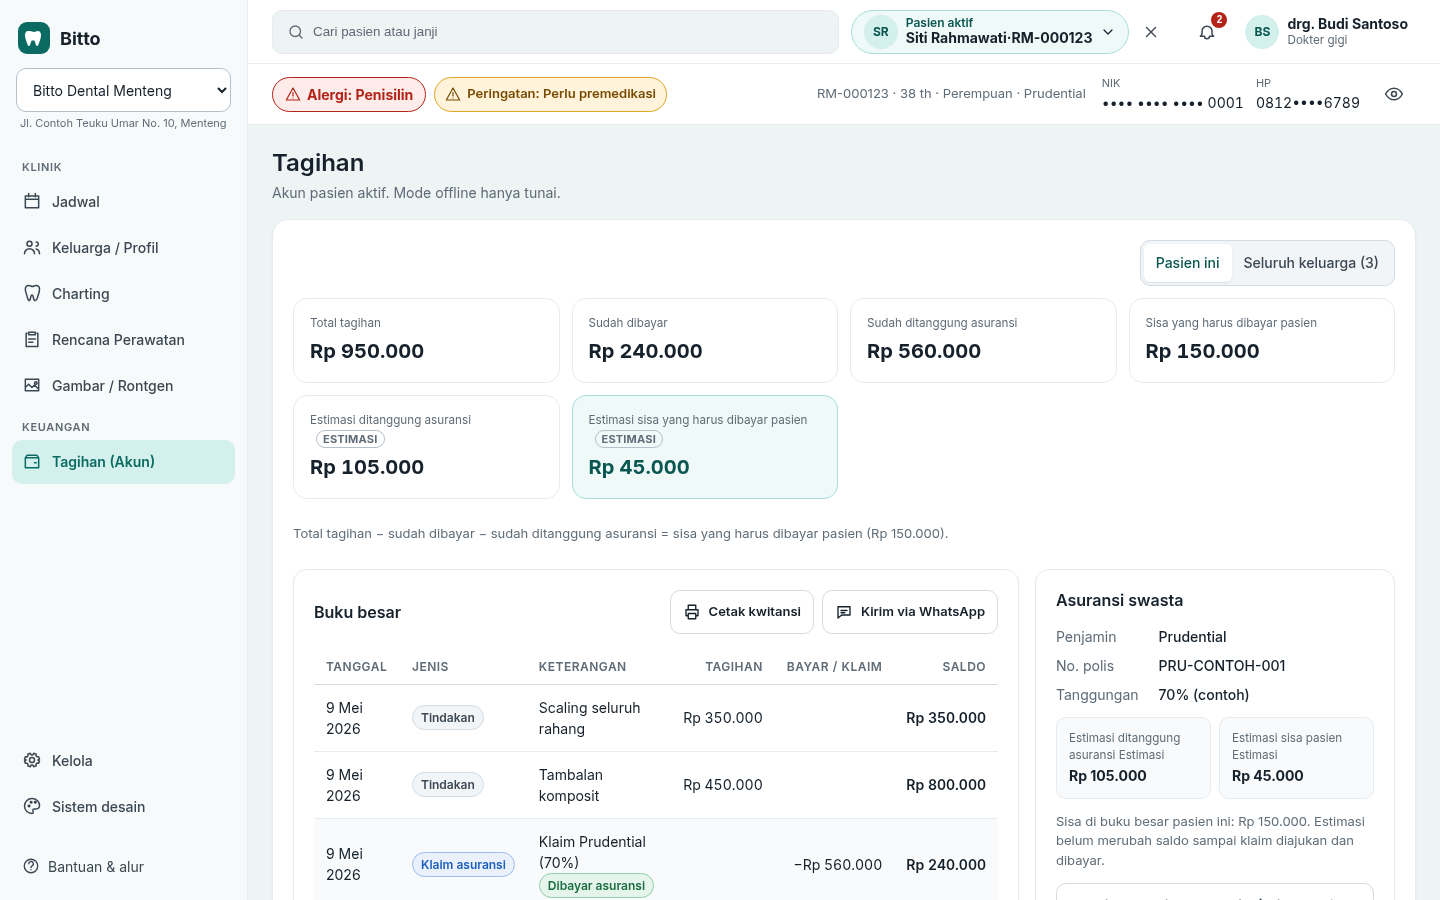 Bitto
Bitto Dental Menteng
Jl. Contoh Teuku Umar No. 10, Menteng
KLINIK
Jadwal
Keluarga / Profil
Charting
Rencana Perawatan
Gambar / Rontgen
KEUANGAN
Tagihan (Akun)
Kelola
Sistem desain
Bantuan & alur
Cari pasien atau janji
SR
Pasien aktif
Siti Rahmawati·RM-000123
2
BS
drg. Budi Santoso
Dokter gigi
Alergi: Penisilin
Peringatan: Perlu premedikasi
RM-000123 · 38 th · Perempuan · Prudential
NIK
•••• •••• •••• 0001
HP
0812••••6789
Tagihan
Akun pasien aktif. Mode offline hanya tunai.
Pasien ini
Seluruh keluarga (3)
Total tagihan
Rp 950.000
Sudah dibayar
Rp 240.000
Sudah ditanggung asuransi
Rp 560.000
Sisa yang harus dibayar pasien
Rp 150.000
Estimasi ditanggung asuransi
ESTIMASI
Rp 105.000
Estimasi sisa yang harus dibayar pasien
ESTIMASI
Rp 45.000
Total tagihan − sudah dibayar − sudah ditanggung asuransi = sisa yang harus dibayar pasien (Rp 150.000).
Buku besar
Cetak kwitansi
Kirim via WhatsApp
TANGGAL JENIS KETERANGAN TAGIHAN BAYAR / KLAIM SALDO
9 Mei 2026 Tindakan Scaling seluruh rahang Rp 350.000 Rp 350.000
9 Mei 2026 Tindakan Tambalan komposit Rp 450.000 Rp 800.000
9 Mei 2026 Klaim asuransi Klaim Prudential (70%) Dibayar asuransi −Rp 560.000 Rp 240.000
Asuransi swasta
Penjamin Prudential
No. polis PRU-CONTOH-001
Tanggungan 70% (contoh)
Estimasi ditanggung
asuransi Estimasi
Rp 105.000
Estimasi sisa pasien
Estimasi
Rp 45.000
Sisa di buku besar pasien ini: Rp 150.000. Estimasi
belum merubah saldo sampai klaim diajukan dan
dibayar.